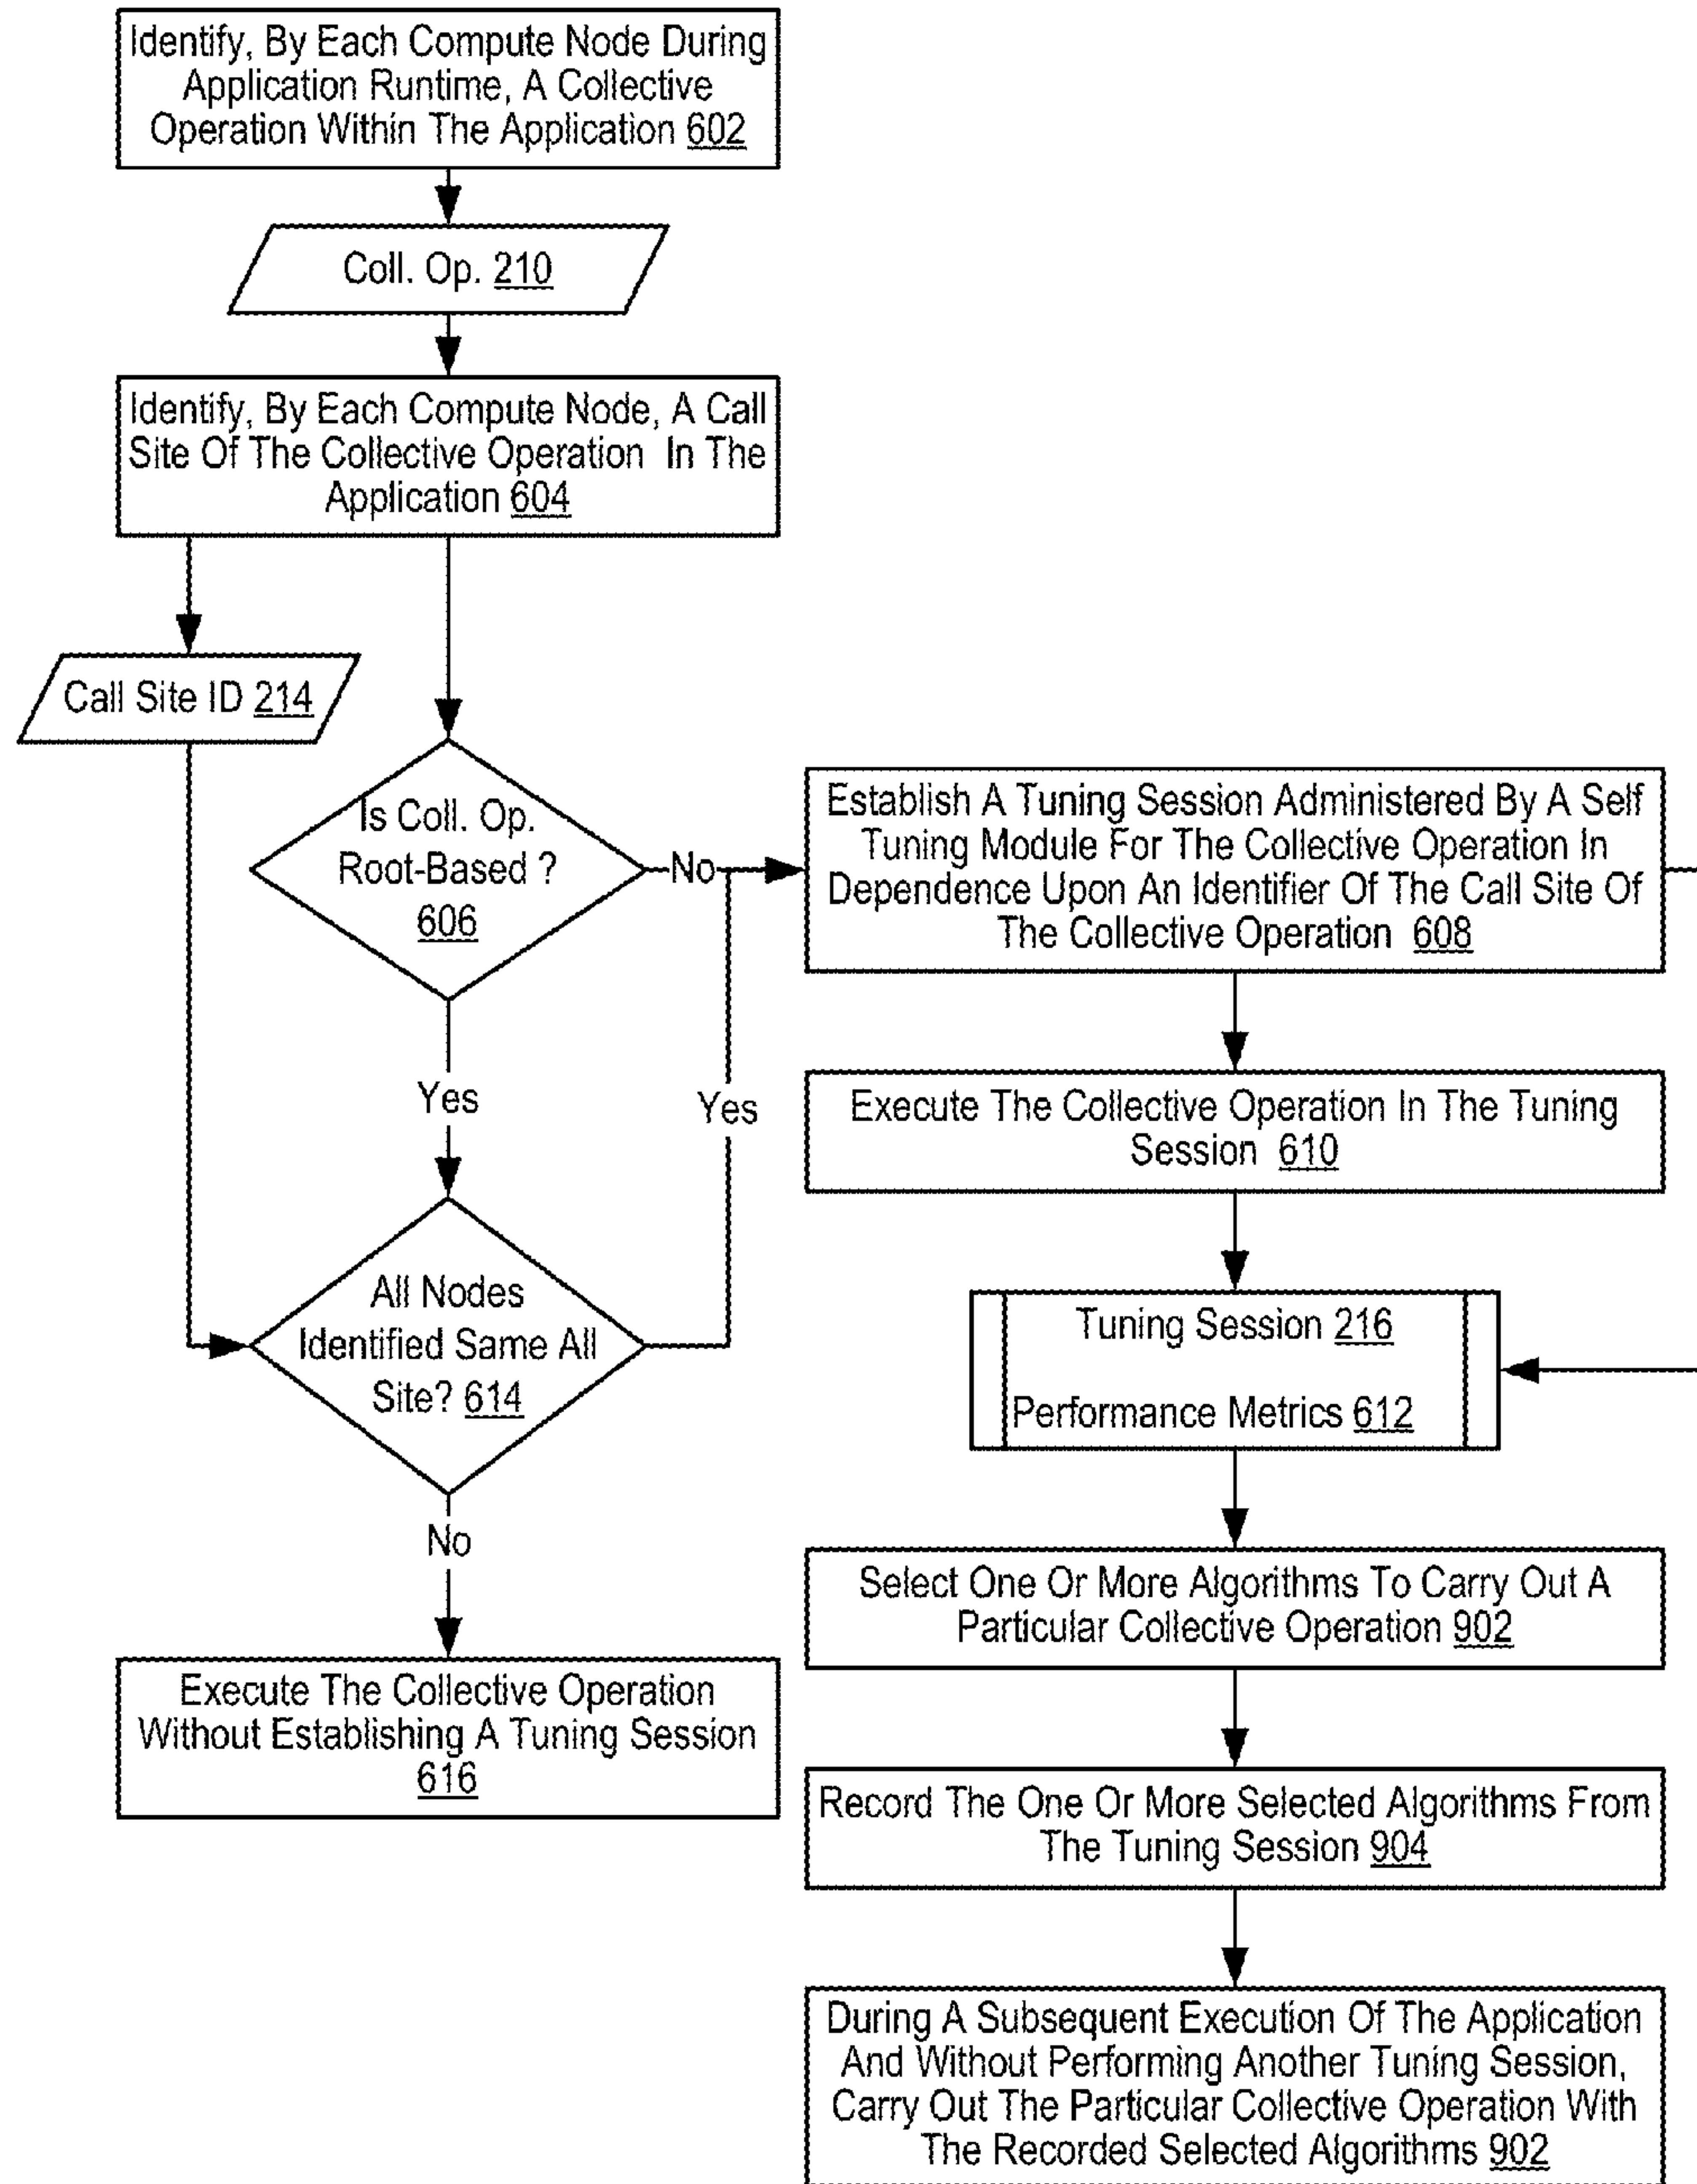 Identify, By Each Compute Node During
Application Runtime, A Collective
Operation Within The Application 602
Coll. Op. 210
Identify, By Each Compute Node, A Call
Site Of The Collective Operation In The
Application 604
Call Site ID 214
Is Coll. Op.
Root-Based ?
606
No
Yes
Yes
All Nodes
Identified Same All
Site? 614
No
Execute The Collective Operation
Without Establishing A Tuning Session
616
Establish A Tuning Session Administered By A Self
Tuning Module For The Collective Operation In
Dependence Upon An Identifier Of The Call Site Of
The Collective Operation 608
Execute The Collective Operation In The Tuning
Session 610
Tuning Session 216
Performance Metrics 612
Select One Or More Algorithms To Carry Out A
Particular Collective Operation 902
Record The One Or More Selected Algorithms From
The Tuning Session 904
During A Subsequent Execution Of The Application
And Without Performing Another Tuning Session,
Carry Out The Particular Collective Operation With
The Recorded Selected Algorithms 902